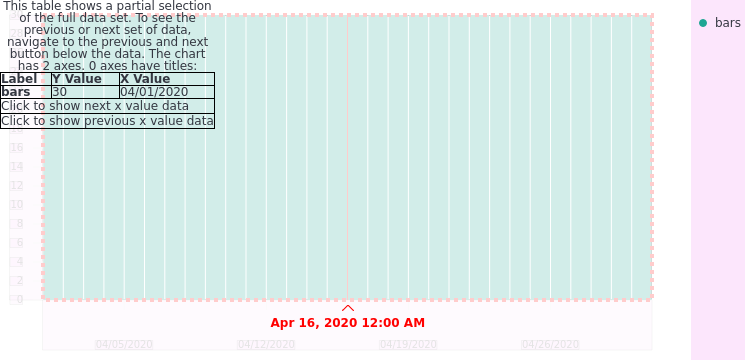 This table shows a partial selection
of the full data set. To see the
previous or next set of data,
navigate to the previous and next
button below the data. The chart
has 2 axes. 0 axes have titles:
Label Y Value X Value
bars 30 04/01/2020
Click to show next x value data
Click to show previous x value data
16
14
12
10
8
6
4
2
0
Apr 16, 2020 12:00 AM
04/05/2020 04/12/2020 04/19/2020 04/26/2020
bars